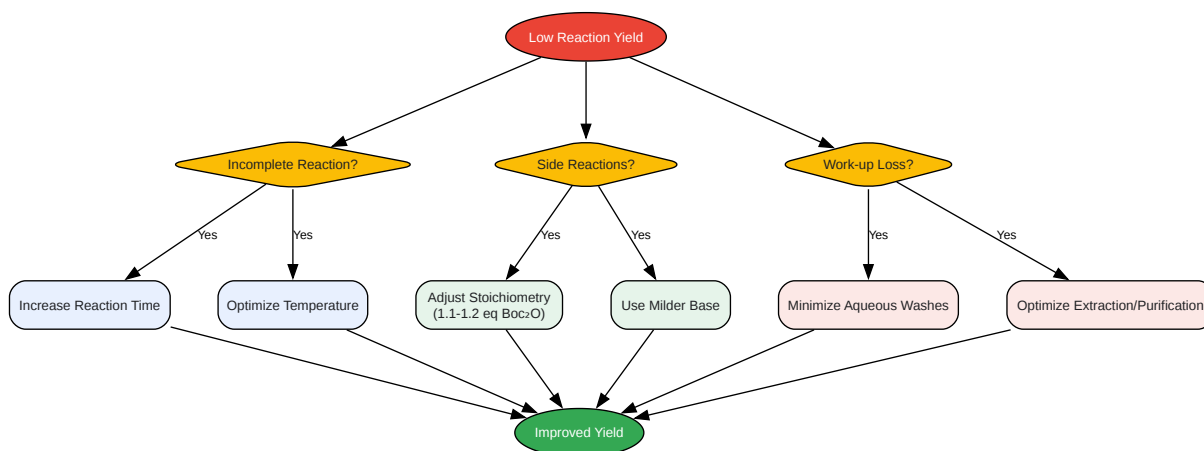 Low Reaction Yield
Incomplete Reaction?
Side Reactions?
Work-up Loss?
Yes
Yes
Yes
Yes
Yes
Yes
Increase Reaction Time
Optimize Temperature
Adjust Stoichiometry
(1.1-1.2 eq Boc₂O)
Use Milder Base
Minimize Aqueous Washes
Optimize Extraction/Purification
Improved Yield